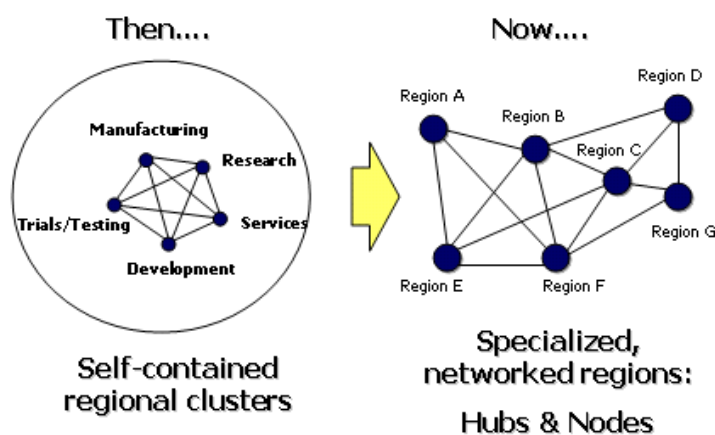 Then....
Manufacturing
Research
Trials/Testing
Services
Development
Self-contained
regional clusters
Now....
Region D
Region A
Region B
Region C
Region G
Region E
Region F
Specialized,
networked regions:
Hubs & Nodes